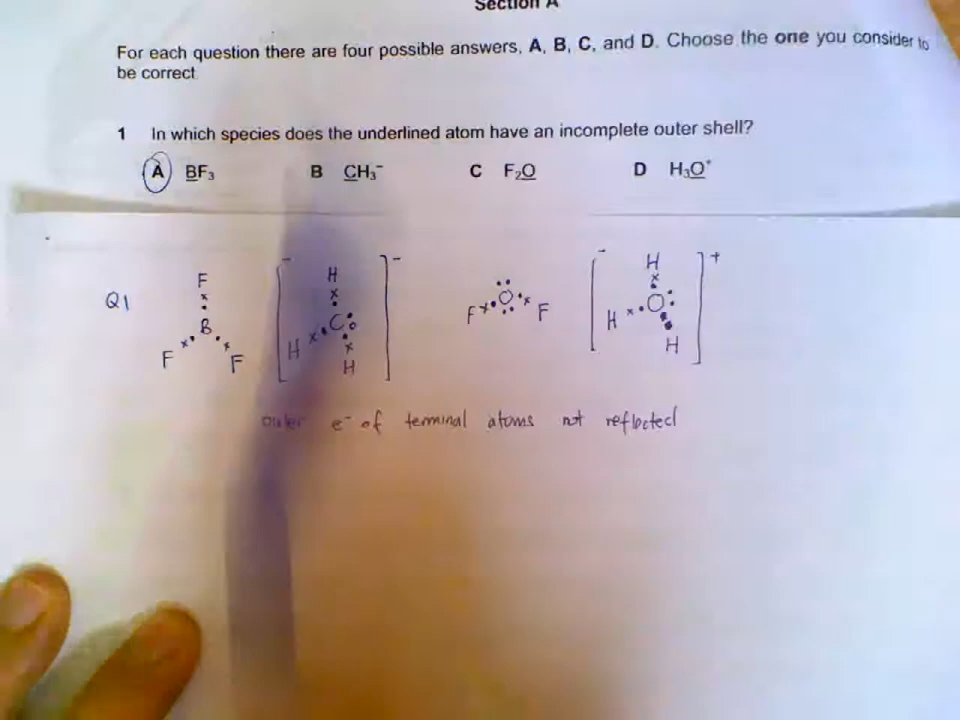 Section A
For each question there are four possible answers, A, B, C, and D. Choose the one you consider to
be correct
1 In which species does the underlined atom have an incomplete outer shell?
A BF₃ B CH₃⁻ C F₂O D H₃O⁺
Q1
F
B
F F
H
C
H
H
-
F O F
H
O
H
H
+
outer e⁻ of terminal atoms not reflected